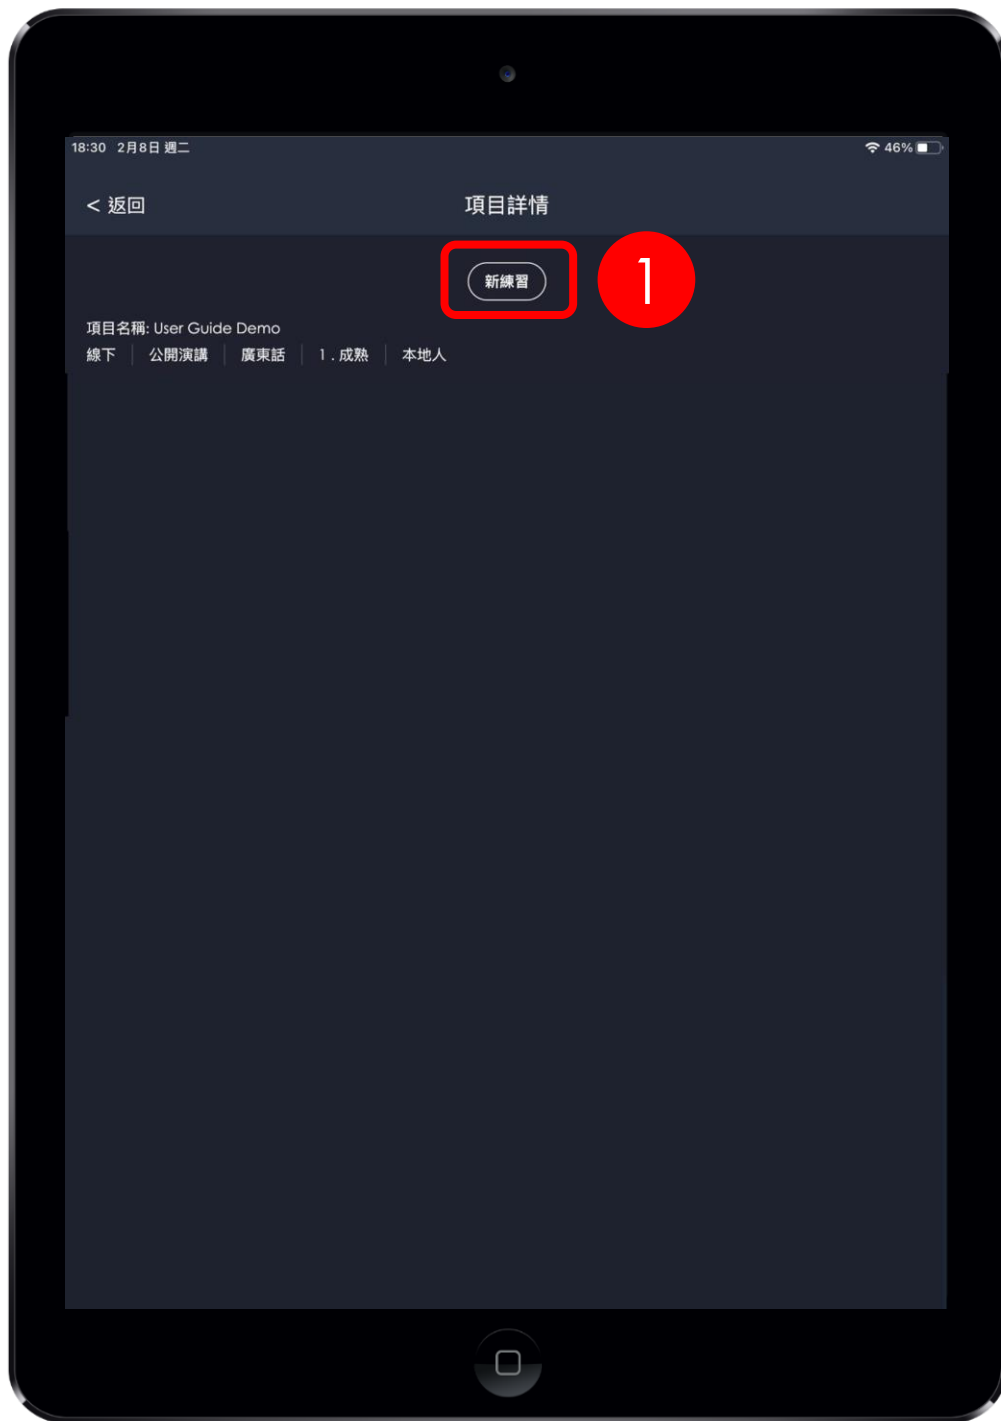 18:30 2月8日 週二 46%
< 返回 項目詳情
新練習 1
項目名稱: User Guide Demo
線下 公開演講 廣東話 1 . 成熟 本地人